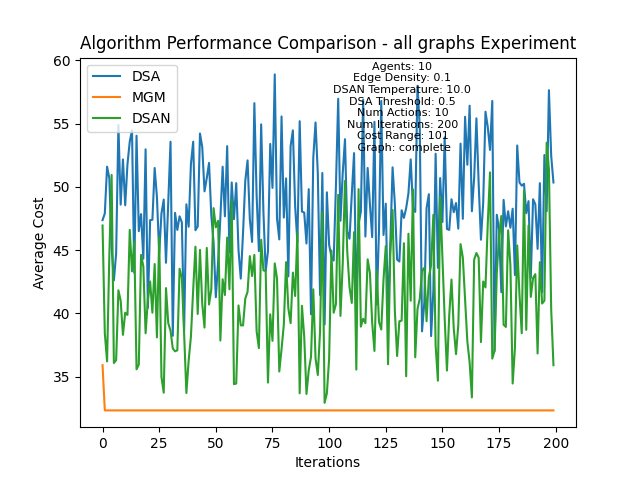 Algorithm Performance Comparison - all graphs Experiment
60
55
50
45
40
35
Average Cost
DSA
MGM
DSAN
Agents: 10
Edge Density: 0.1
DSAN Temperature: 10.0
DSA Threshold: 0.5
Num Actions: 10
Num Iterations: 200
Cost Range: 101
Graph: complete
0 25 50 75 100 125 150 175 200
Iterations